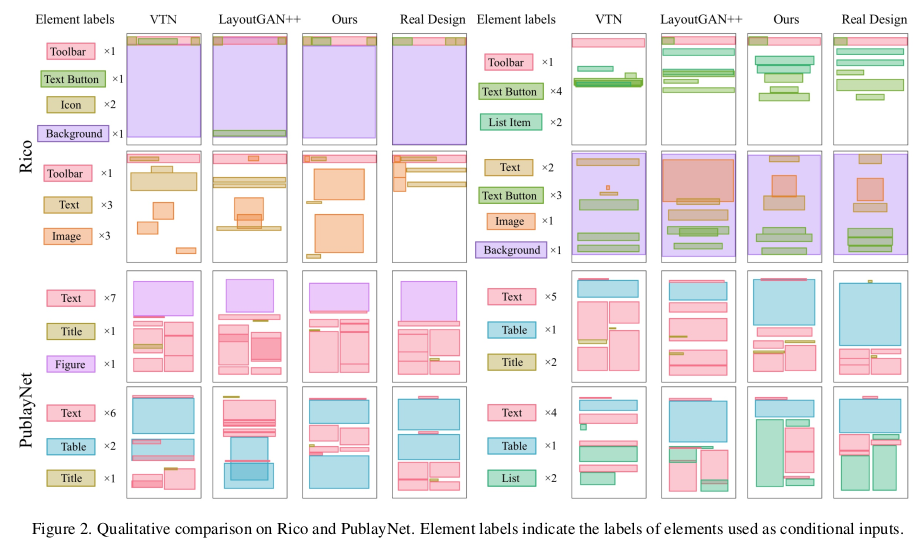 Element labels VTN LayoutGAN++ Ours Real Design Element labels VTN LayoutGAN++ Ours Real Design
Rico
Toolbar ×1
Text Button ×1
Icon ×2
Background ×1
Toolbar ×1
Text Button ×4
List Item ×2
Toolbar ×1
Text ×3
Image ×3
Text ×2
Text Button ×3
Image ×1
Background ×1
PublayNet
Text ×7
Title ×1
Figure ×1
Text ×5
Table ×1
Title ×2
Text ×6
Table ×2
Title ×1
Text ×4
Table ×1
List ×2
Figure 2. Qualitative comparison on Rico and PublayNet. Element labels indicate the labels of elements used as conditional inputs.